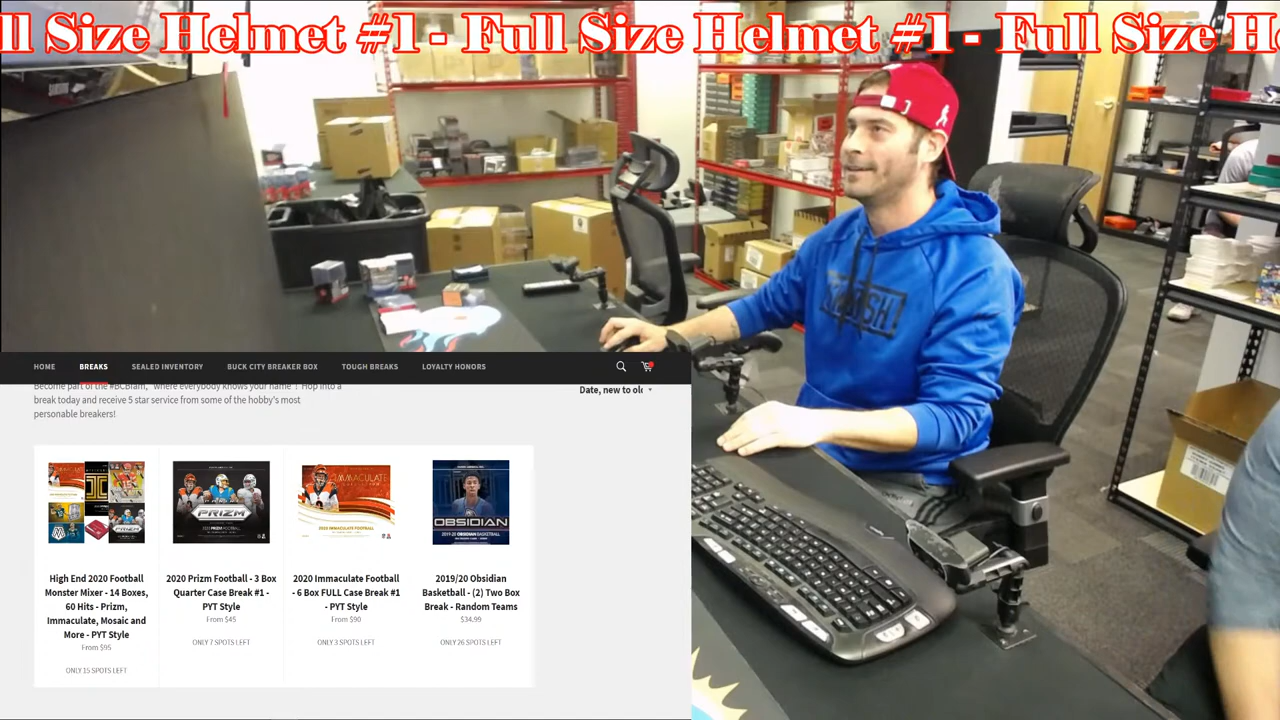 ll Size Helmet #1 - Full Size Helmet #1 - Full Size He
SAMSUNG
HOME BREAKS SEALED INVENTORY BUCK CITY BREAKER BOX TOUGH BREAKS LOYALTY HONORS
Become part of the #BCBfam, "where everybody knows your name"! Hop into a
break today and receive 5 star service from some of the hobby's most
personable breakers!
Date, new to old
PRIZM
IMMACULATE
2020 IMMACULATE FOOTBALL
OBSIDIAN
High End 2020 Football
Monster Mixer - 14 Boxes,
60 Hits - Prizm,
Immaculate, Mosaic and
More - PYT Style
From $95
ONLY 15 SPOTS LEFT
2020 Prizm Football - 3 Box
Quarter Case Break #1 -
PYT Style
From $45
ONLY 7 SPOTS LEFT
2020 Immaculate Football
- 6 Box FULL Case Break #1
- PYT Style
From $90
ONLY 3 SPOTS LEFT
2019/20 Obsidian
Basketball - (2) Two Box
Break - Random Teams
$34.99
ONLY 26 SPOTS LEFT